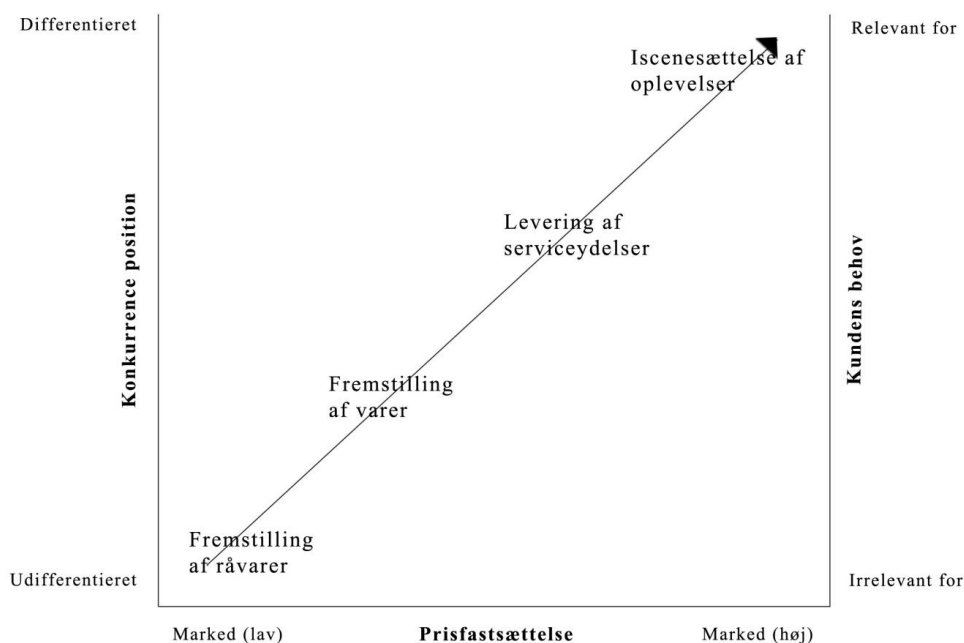 Differentieret
Relevant for
Iscenesættelse af
oplevelser
Levering af
serviceydelser
Konkurrence position
Kundens behov
Fremstilling
af varer
Fremstilling
af råvarer
Udifferentieret
Irrelevant for
Marked (lav)
Prisfastsættelse
Marked (høj)